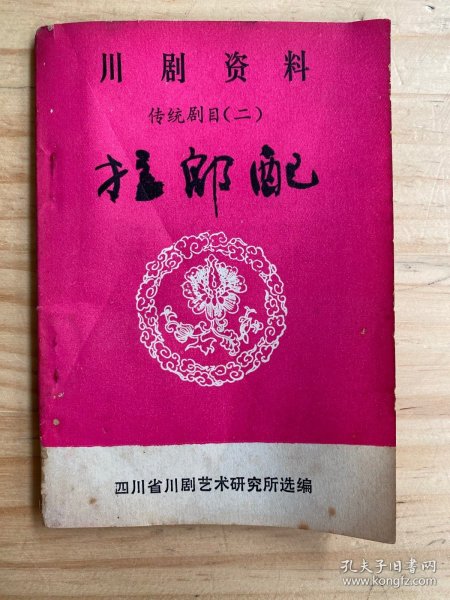 川剧资料
传统剧目(二)
拉郎配
四川省川剧艺术研究所选编
孔夫子旧书网
www.kongfz.com